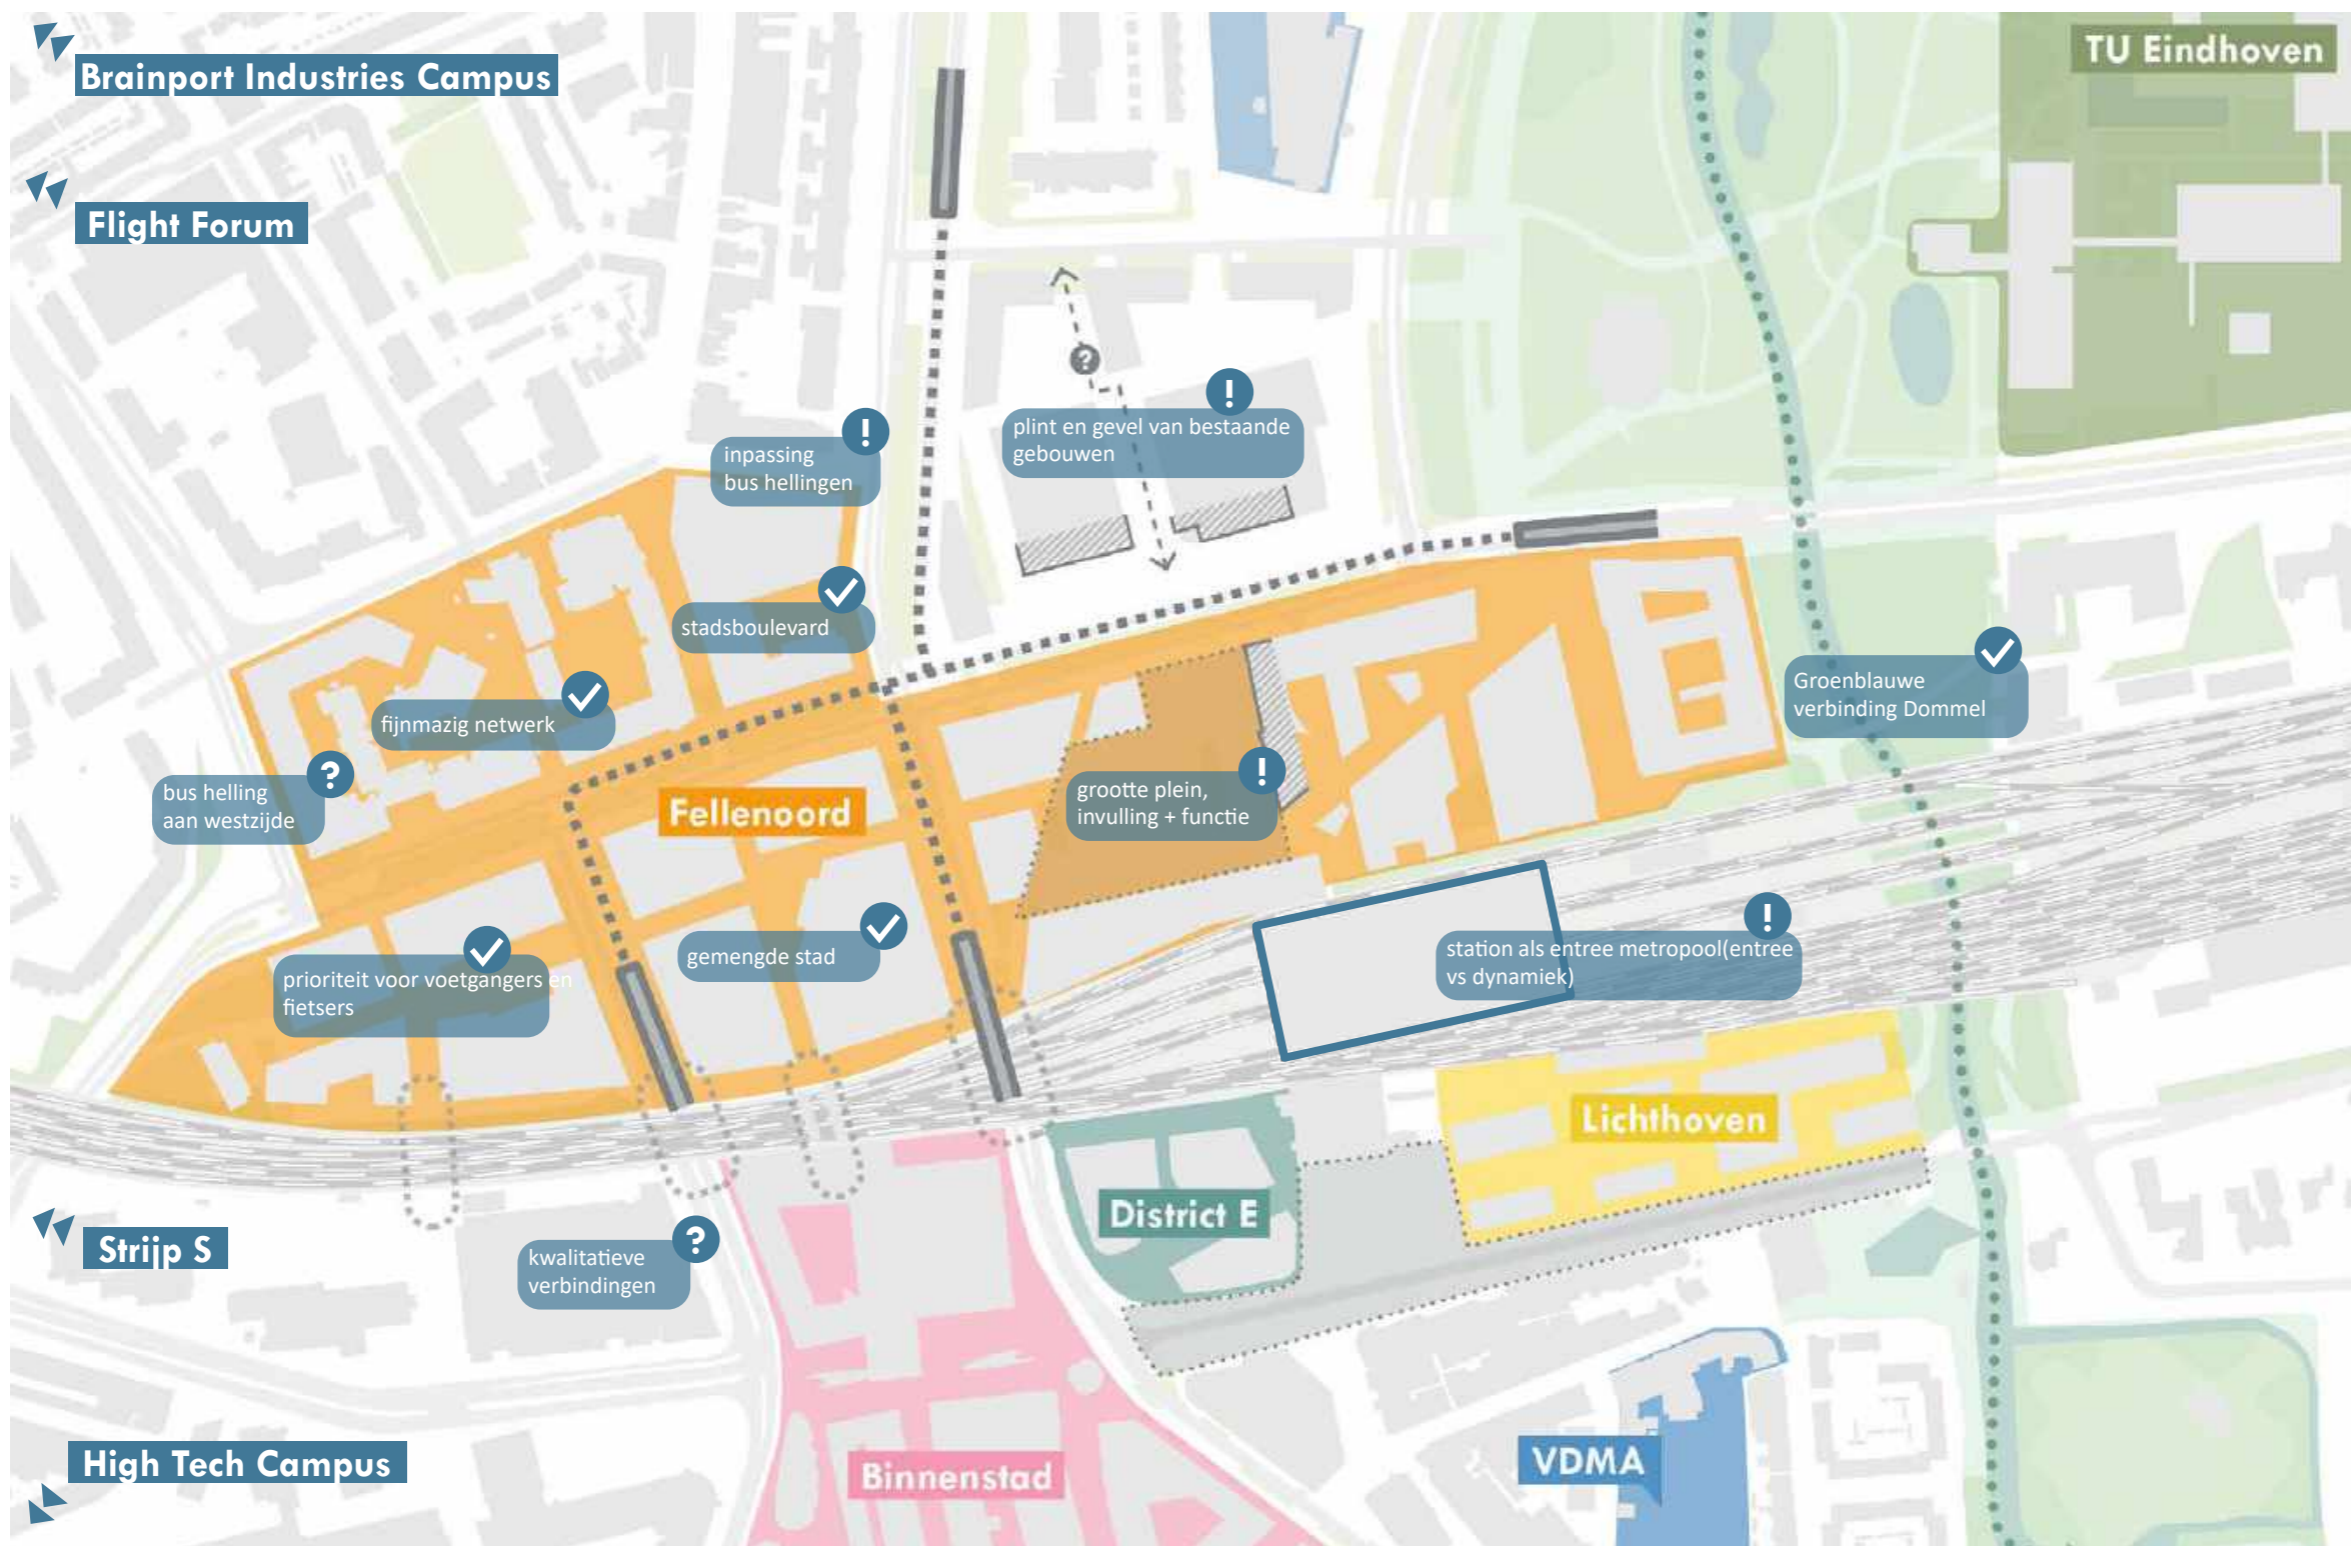 Brainport Industries Campus
TU Eindhoven
Flight Forum
?
!
plint en gevel van bestaande
gebouwen
!
inpassing
bus hellingen
stadsboulevard
Groenblauwe
verbinding Dommel
fijnmazig netwerk
?
bus helling
aan westzijde
Fellenoord
!
grootte plein,
invulling + functie
!
station als entree metropool(entree
vs dynamiek)
gemengde stad
prioriteit voor voetgangers en
fietsers
Lichthoven
District E
Strijp S
?
kwalitatieve
verbindingen
High Tech Campus
Binnenstad
VDMA